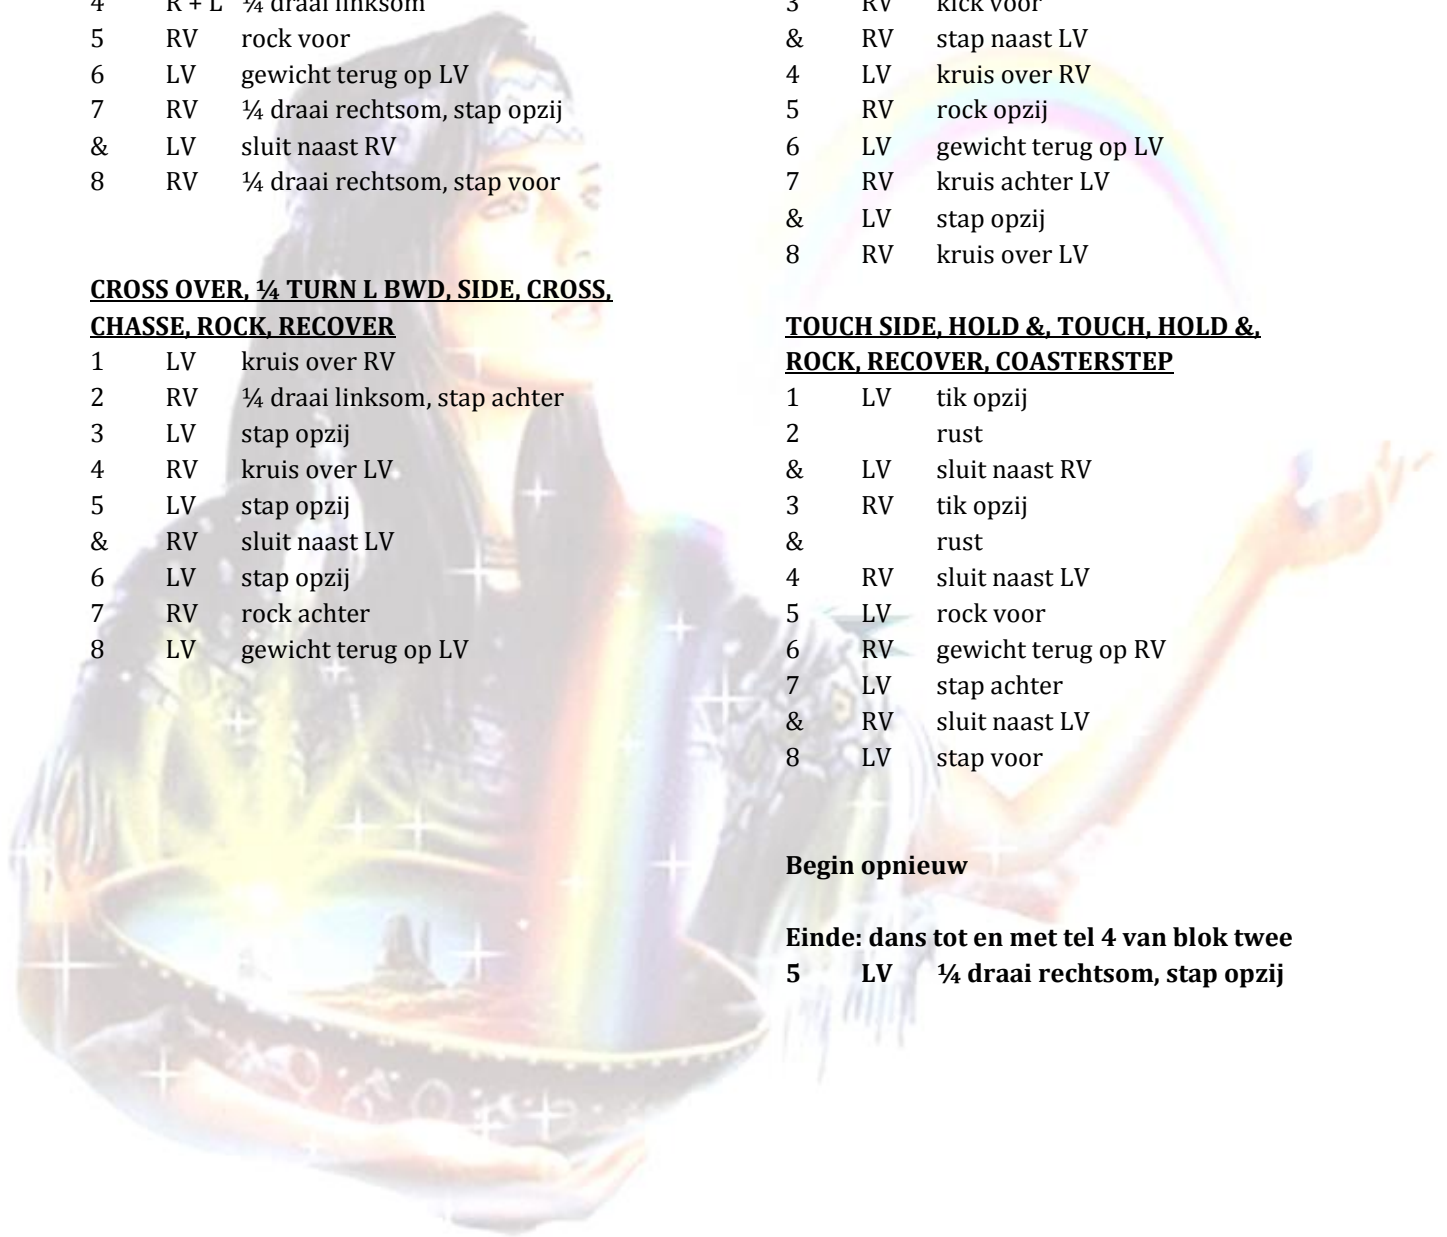 4 R + L ¼ draai linksom
5 RV rock voor
6 LV gewicht terug op LV
7 RV ¼ draai rechtsom, stap opzij
& LV sluit naast RV
8 RV ¼ draai rechtsom, stap voor
CROSS OVER, ¼ TURN L BWD, SIDE, CROSS,
CHASSE, ROCK, RECOVER
1 LV kruis over RV
2 RV ¼ draai linksom, stap achter
3 LV stap opzij
4 RV kruis over LV
5 LV stap opzij
& RV sluit naast LV
6 LV stap opzij
7 RV rock achter
8 LV gewicht terug op LV
3 RV kick voor
& RV stap naast LV
4 LV kruis over RV
5 RV rock opzij
6 LV gewicht terug op LV
7 RV kruis achter LV
& LV stap opzij
8 RV kruis over LV
TOUCH SIDE, HOLD &, TOUCH, HOLD &,
ROCK, RECOVER, COASTERSTEP
1 LV tik opzij
2 rust
& LV sluit naast RV
3 RV tik opzij
& rust
4 RV sluit naast LV
5 LV rock voor
6 RV gewicht terug op RV
7 LV stap achter
& RV sluit naast LV
8 LV stap voor
Begin opnieuw
Einde: dans tot en met tel 4 van blok twee
5 LV ¼ draai rechtsom, stap opzij